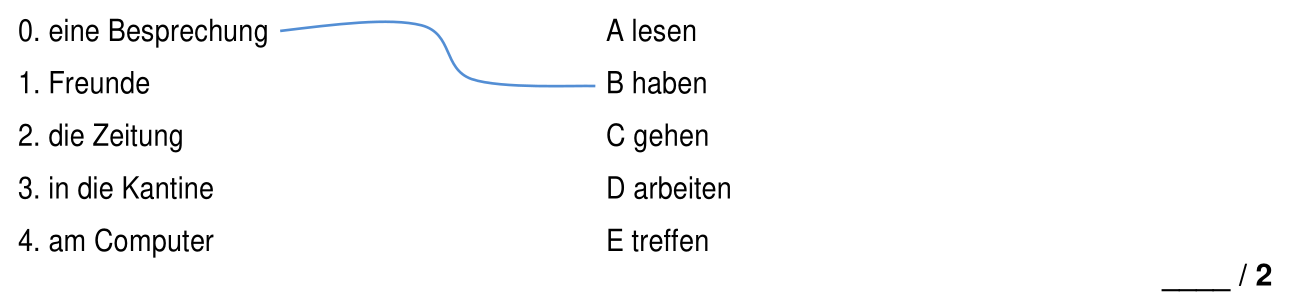 0. eine Besprechung A lesen
1. Freunde B haben
2. die Zeitung C gehen
3. in die Kantine D arbeiten
4. am Computer E treffen
____ / 2